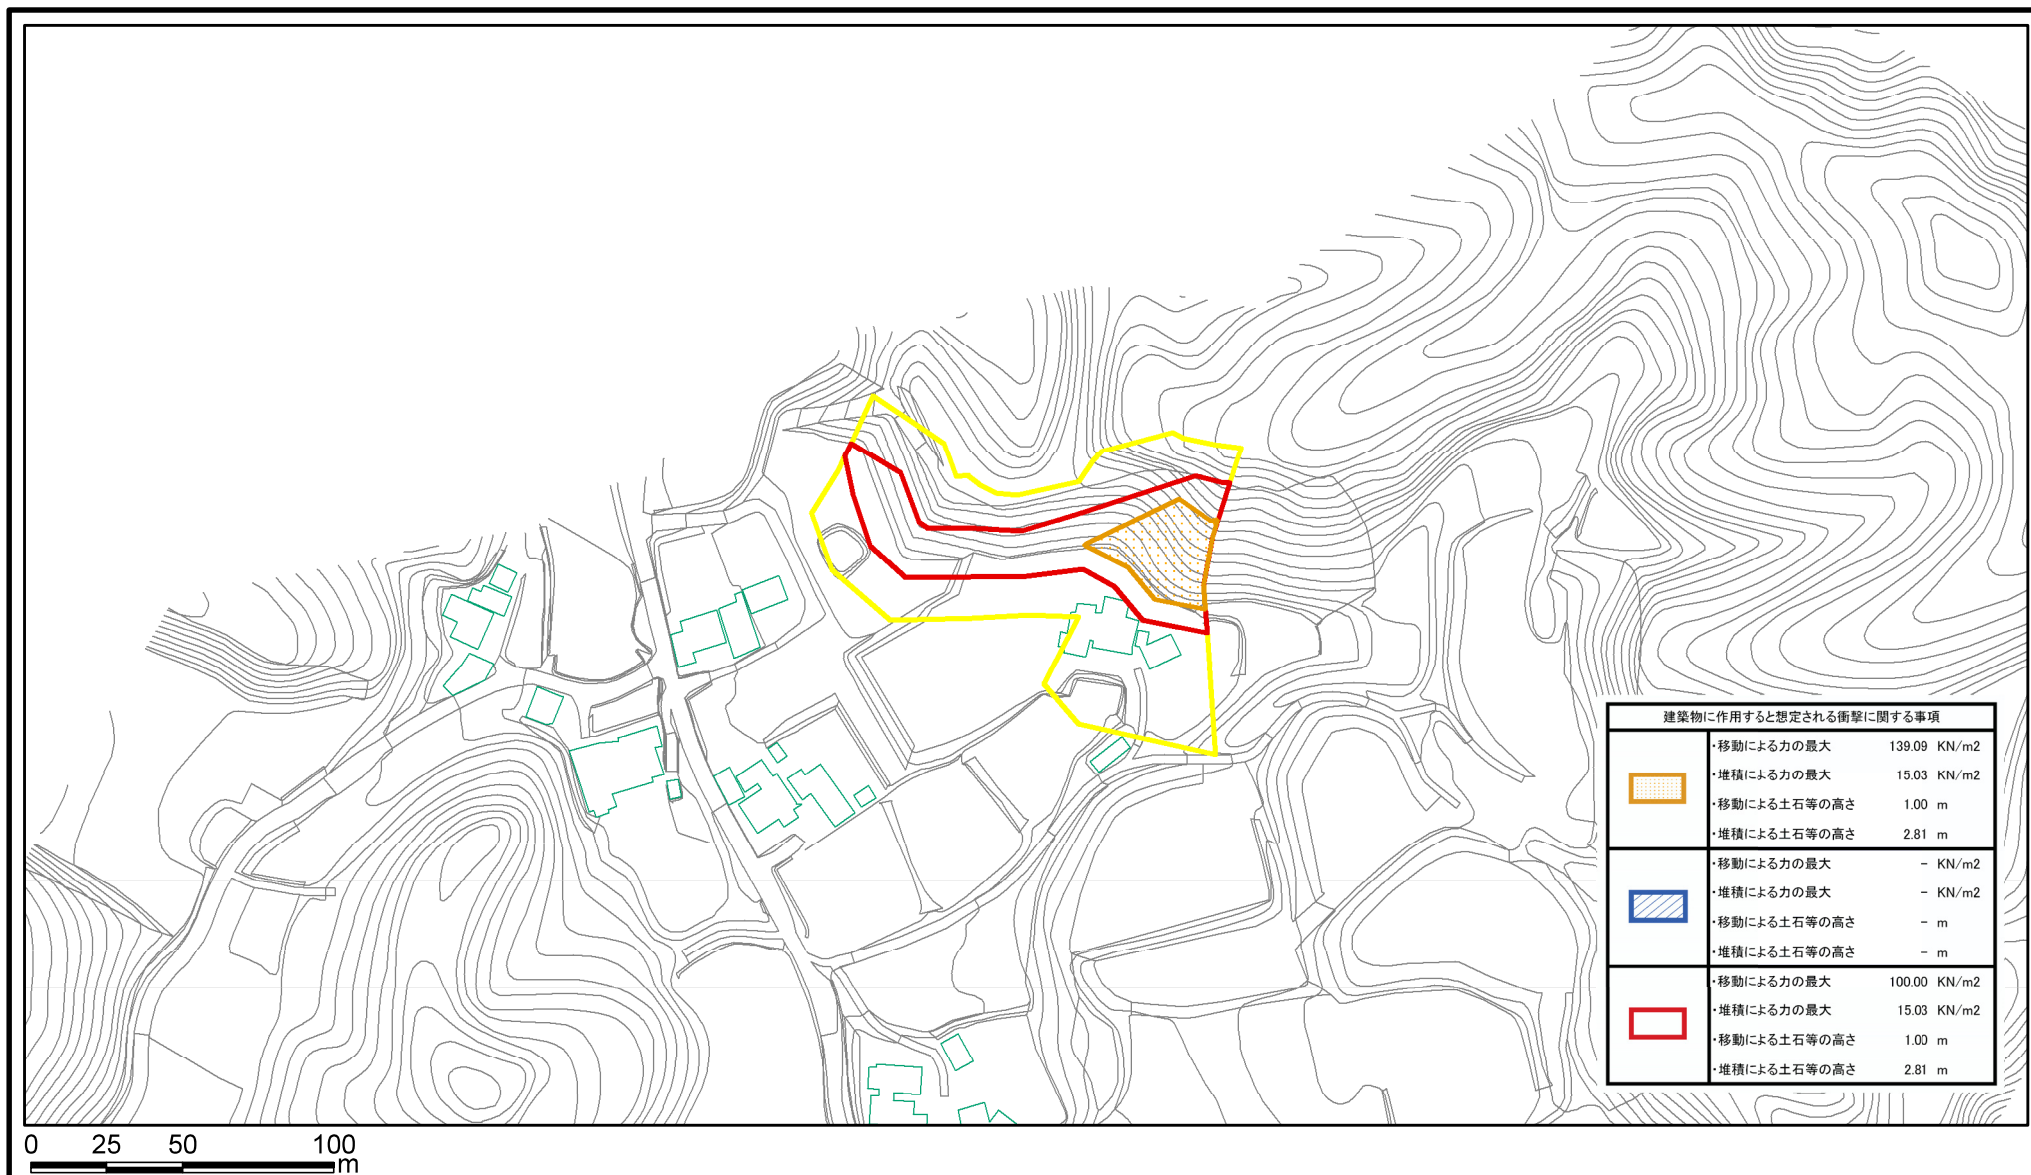 建築物に作用すると想定される衝撃に関する事項
・移動による力の最大 139.09 KN/m2
・堆積による力の最大 15.03 KN/m2
・移動による土石等の高さ 1.00 m
・堆積による土石等の高さ 2.81 m
・移動による力の最大 - KN/m2
・堆積による力の最大 - KN/m2
・移動による土石等の高さ - m
・堆積による土石等の高さ - m
・移動による力の最大 100.00 KN/m2
・堆積による力の最大 15.03 KN/m2
・移動による土石等の高さ 1.00 m
・堆積による土石等の高さ 2.81 m
0 25 50 100
m